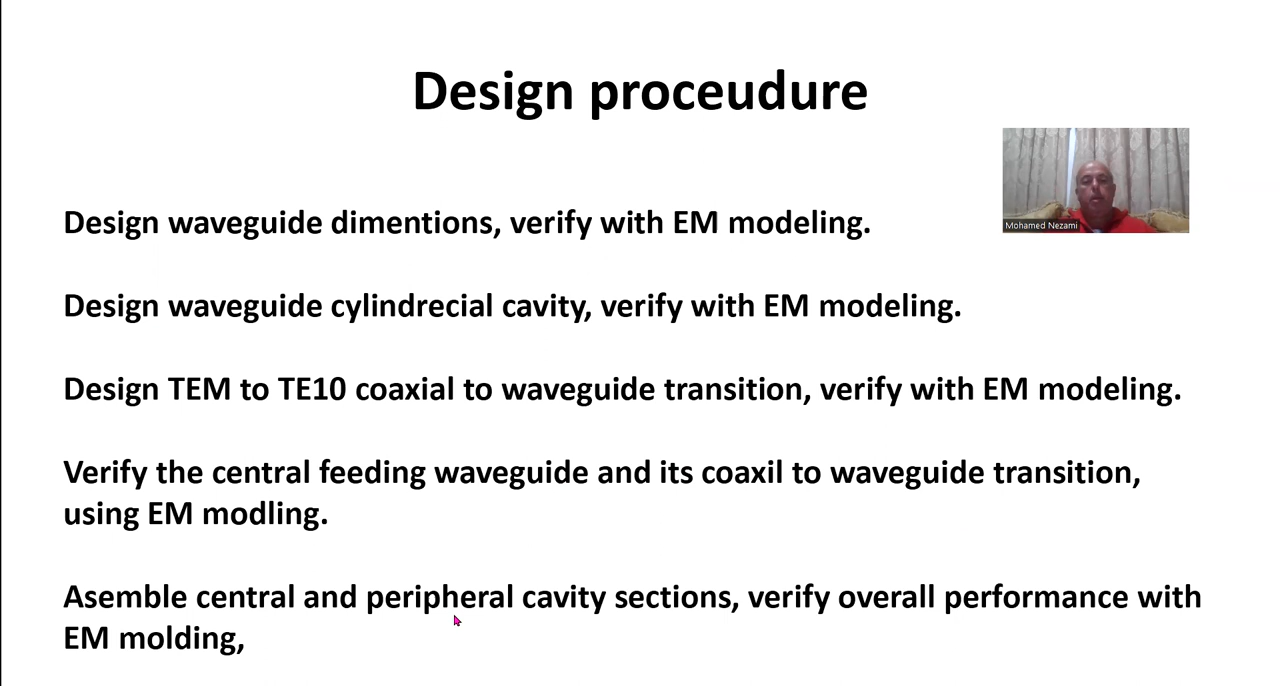 Design proceudure
Mohamed Nezami
Design waveguide dimentions, verify with EM modeling.
Design waveguide cylindrecial cavity, verify with EM modeling.
Design TEM to TE10 coaxial to waveguide transition, verify with EM modeling.
Verify the central feeding waveguide and its coaxil to waveguide transition,
using EM modling.
Asemble central and peripheral cavity sections, verify overall performance with
EM molding,